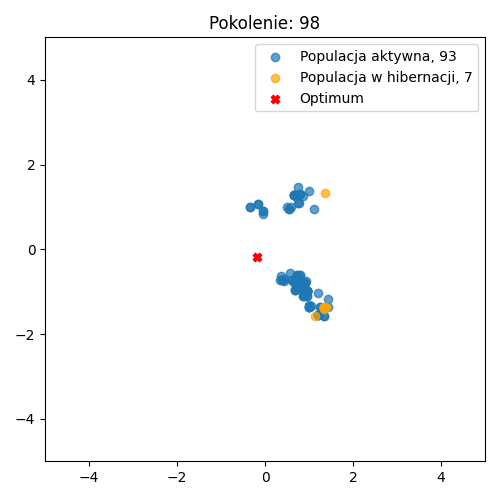 Pokolenie: 98
Populacja aktywna, 93
Populacja w hibernacji, 7
Optimum
4
2
0
−2
−4
−4
−2
0
2
4